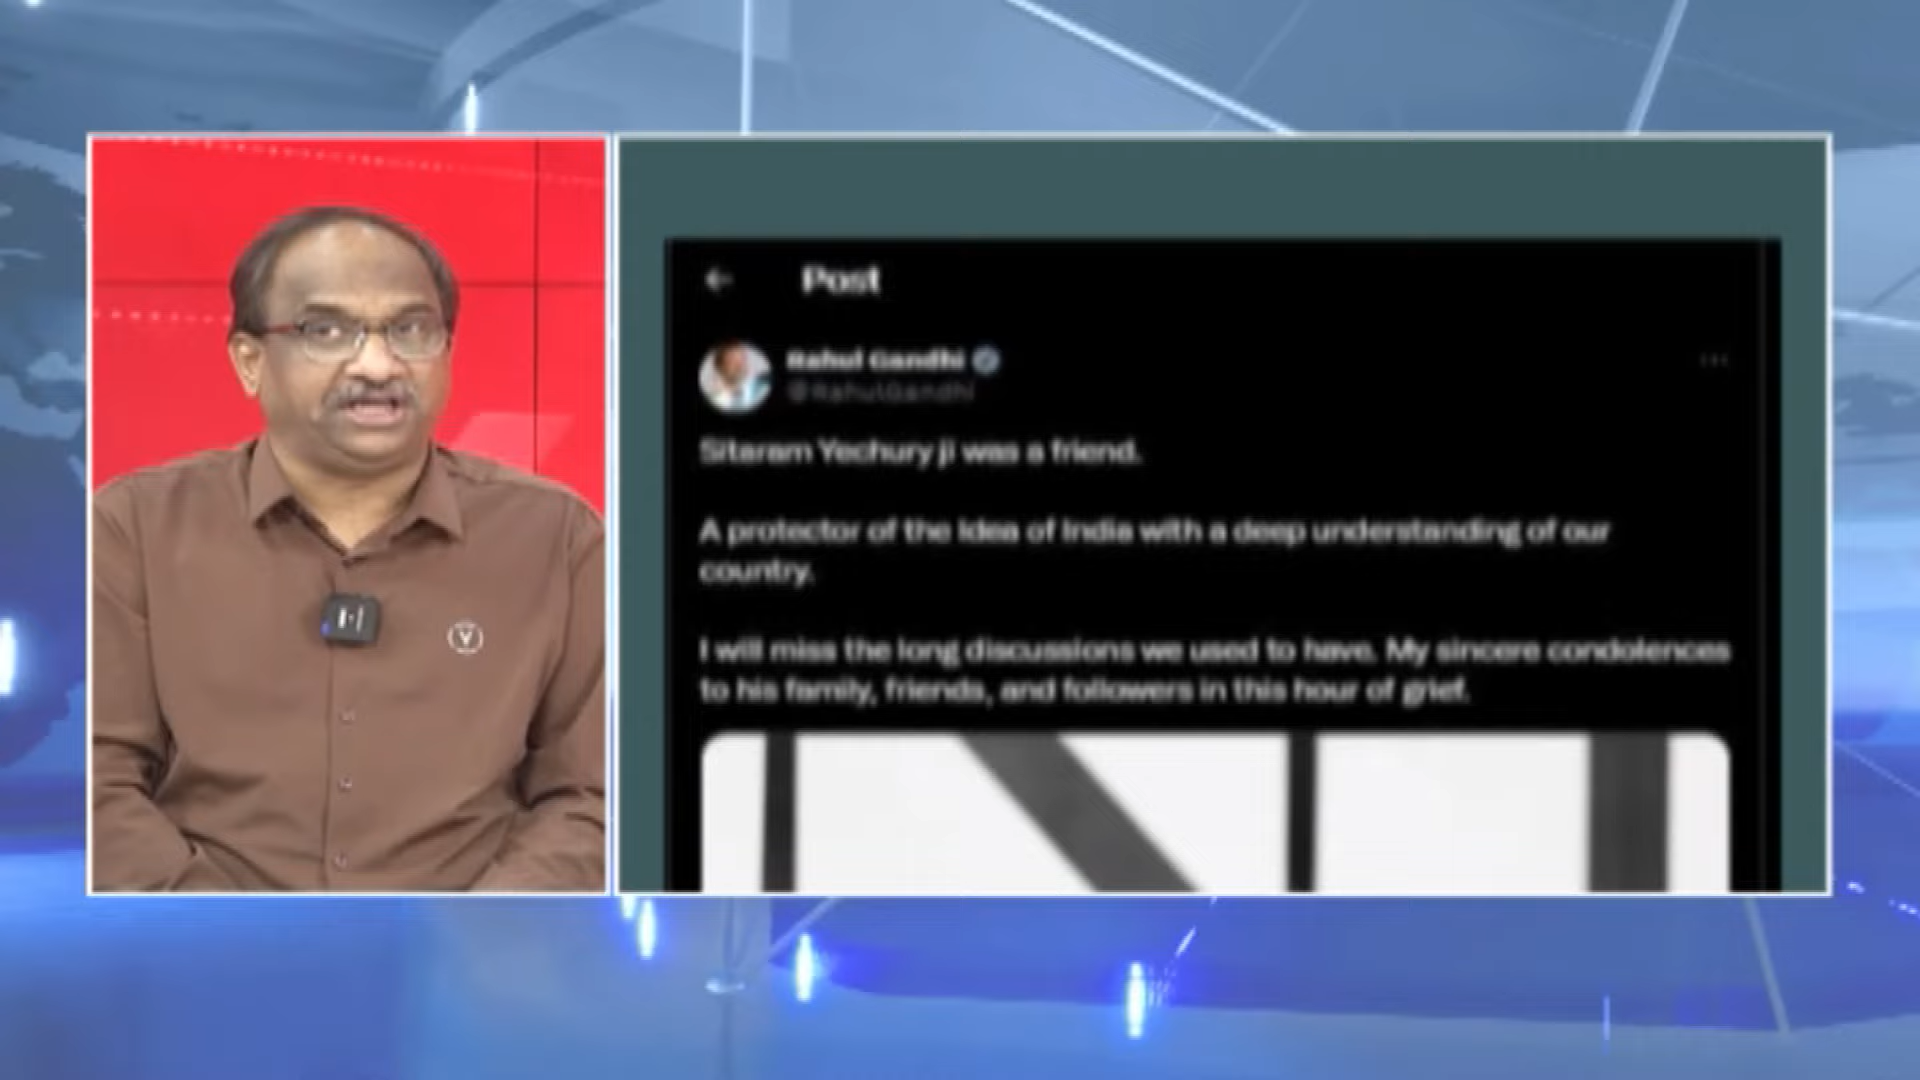 Post
Rahul Gandhi
@RahulGandhi
Sitaram Yechury ji was a friend.
A protector of the Idea of India with a deep understanding of our
country.
I will miss the long discussions we used to have. My sincere condolences
to his family, friends, and followers in this hour of grief.